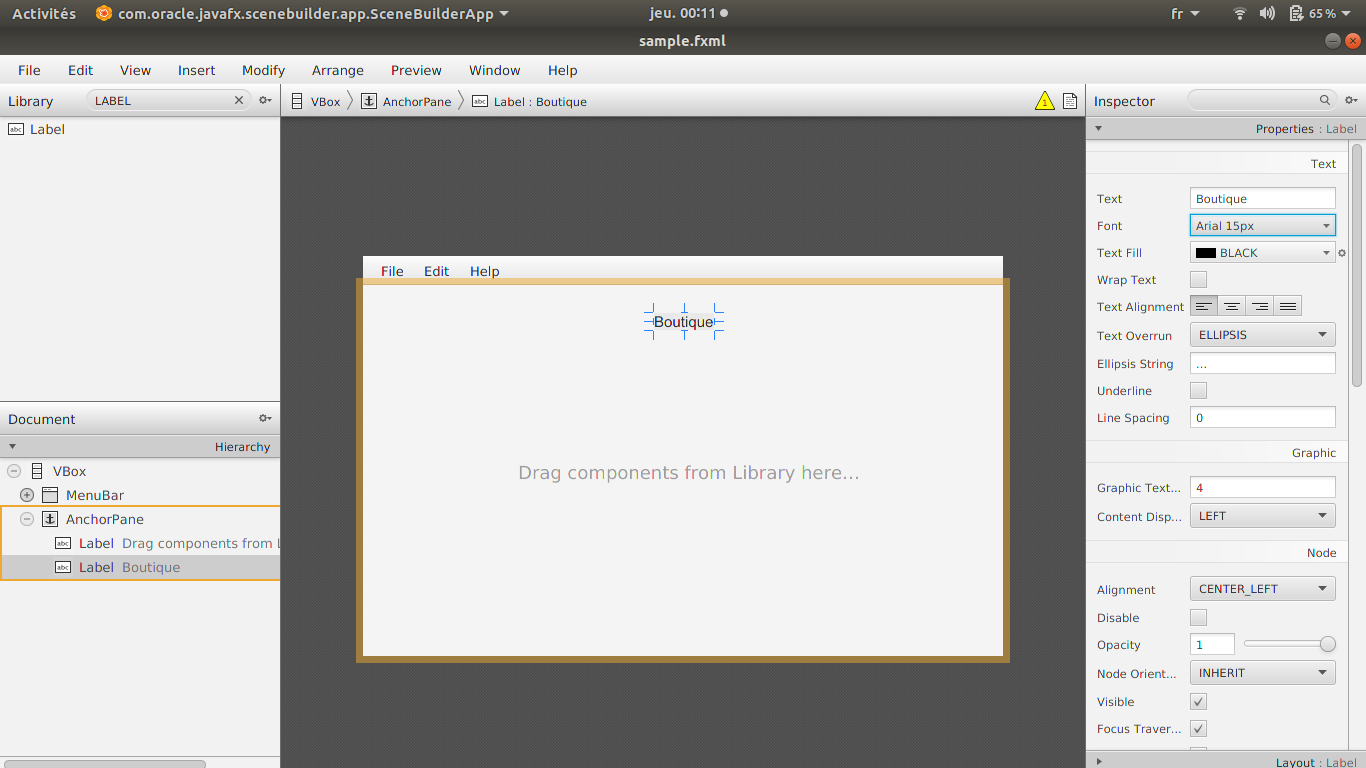 Activités com.oracle.javafx.scenebuilder.app.SceneBuilderApp jeu. 00:11 fr 65 %
sample.fxml
File Edit View Insert Modify Arrange Preview Window Help
Library LABEL
abc Label
VBox AnchorPane abc Label : Boutique 1
Inspector
Properties : Label
Text
Text Boutique
Font Arial 15px
Text Fill BLACK
Wrap Text
Text Alignment
Text Overrun ELLIPSIS
Ellipsis String ...
Underline
Line Spacing 0
Graphic
Graphic Text... 4
Content Disp... LEFT
Node
Alignment CENTER_LEFT
Disable
Opacity 1
Node Orient... INHERIT
Visible
Focus Traver...
Layout : Label
File Edit Help
Boutique
Drag components from Library here...
Document
Hierarchy
VBox
MenuBar
AnchorPane
abc Label Drag components from L
abc Label Boutique